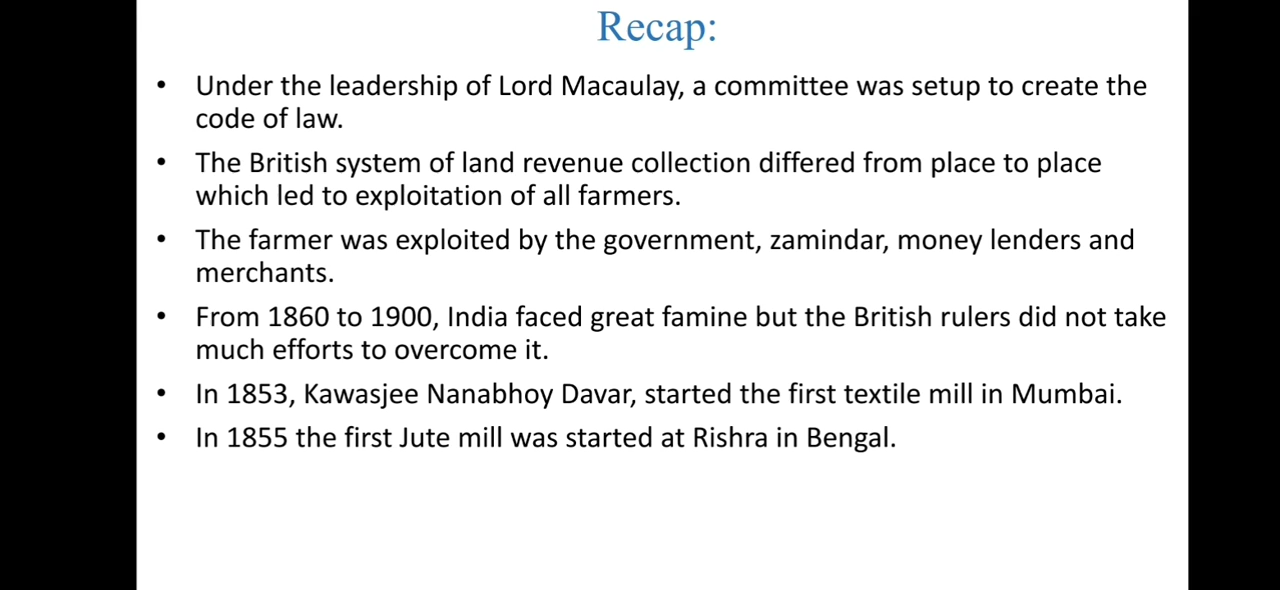 Recap:
• Under the leadership of Lord Macaulay, a committee was setup to create the
code of law.
• The British system of land revenue collection differed from place to place
which led to exploitation of all farmers.
• The farmer was exploited by the government, zamindar, money lenders and
merchants.
• From 1860 to 1900, India faced great famine but the British rulers did not take
much efforts to overcome it.
• In 1853, Kawasjee Nanabhoy Davar, started the first textile mill in Mumbai.
• In 1855 the first Jute mill was started at Rishra in Bengal.